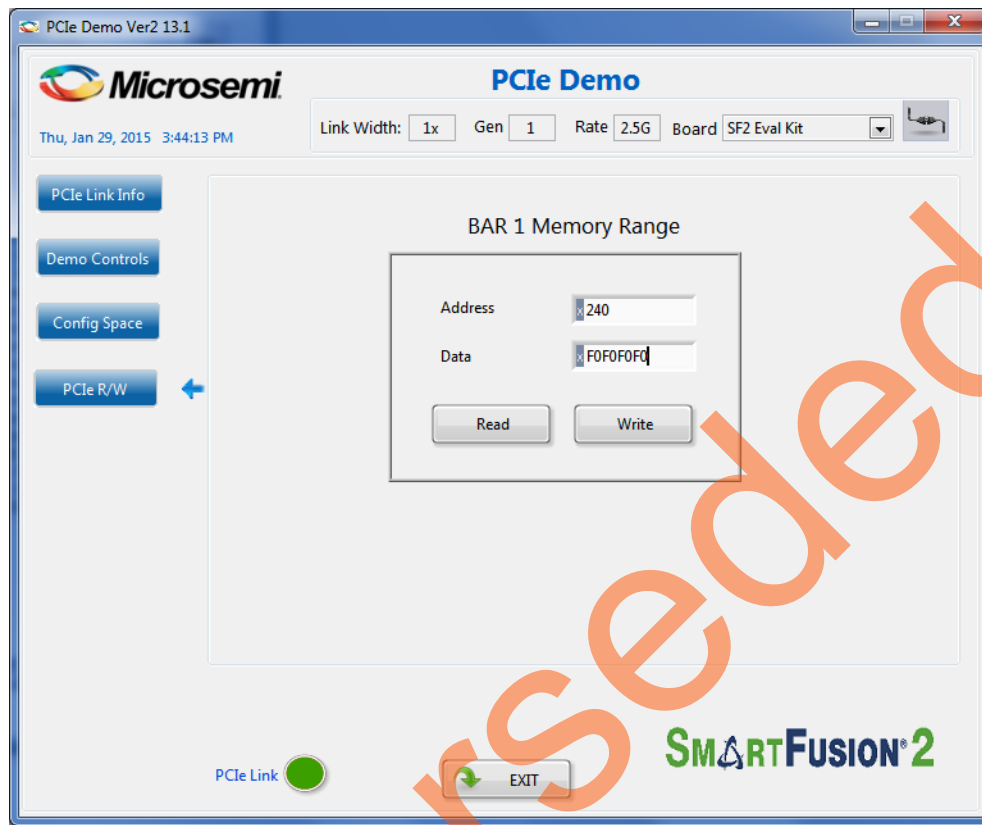 PCIe Demo Ver2 13.1
Microsemi.
PCIe Demo
Thu, Jan 29, 2015 3:44:13 PM
Link Width: 1x Gen 1 Rate 2.5G Board SF2 Eval Kit
PCIe Link Info
Demo Controls
Config Space
PCIe R/W
BAR 1 Memory Range
Address x 240
Data x F0F0F0F0
Read Write
PCIe Link
EXIT
SMARTFUSION®2
rseded